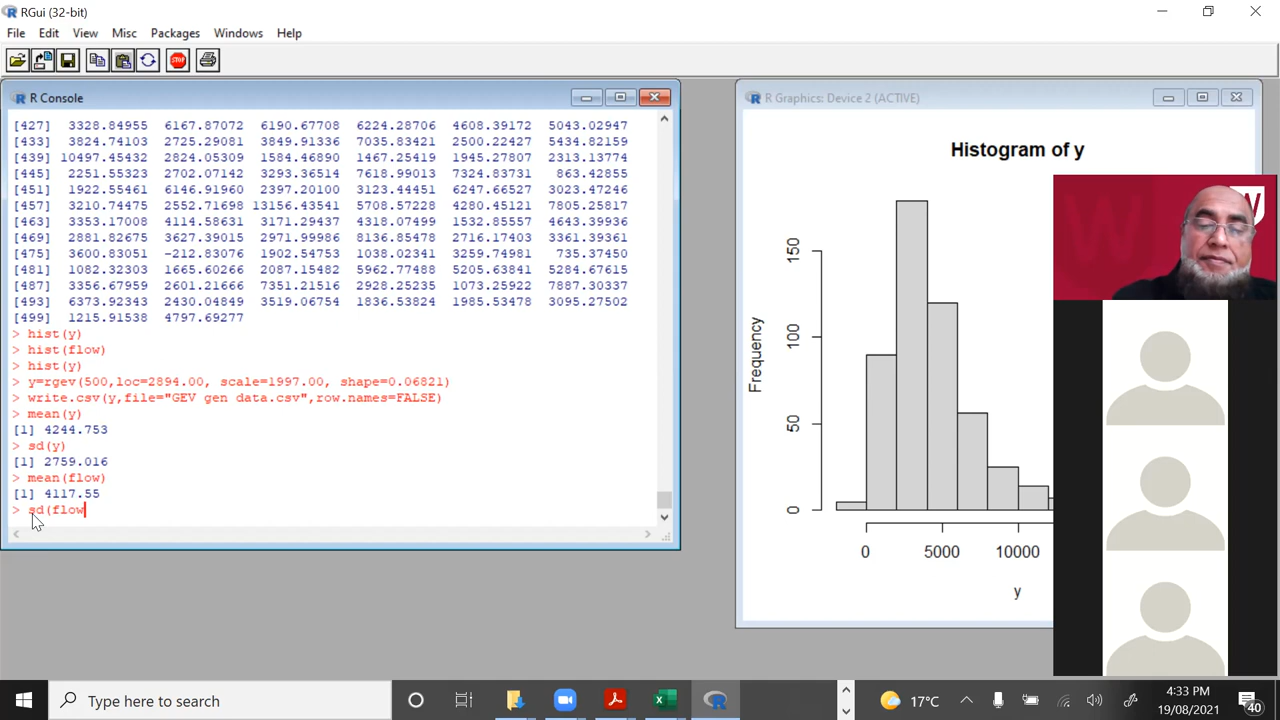 RGui (32-bit)
File Edit View Misc Packages Windows Help
STOP
R Console
[427] 3328.84955 6167.87072 6190.67708 6224.28706 4608.39172 5043.02947
[433] 3824.74103 2725.29081 3849.91336 7035.83421 2500.22427 5434.82159
[439] 10497.45432 2824.05309 1584.46890 1467.25419 1945.27807 2313.13774
[445] 2251.55323 2702.07142 3293.36514 7618.99013 7324.83731 863.42855
[451] 1922.55461 6146.91960 2397.20100 3123.44451 6247.66527 3023.47246
[457] 3210.74475 2552.71698 13156.43541 5708.57228 4280.45121 7805.25817
[463] 3353.17008 4114.58631 3171.29437 4318.07499 1532.85557 4643.39936
[469] 2881.82675 3627.39015 2971.99986 8136.85478 2716.17403 3361.39361
[475] 3600.83051 -212.83076 1902.54753 1038.02341 3259.74981 735.37450
[481] 1082.32303 1665.60266 2087.15482 5962.77488 5205.63841 5284.67615
[487] 3356.67959 2601.21666 7351.21516 2928.25235 1073.25922 7887.30337
[493] 6373.92343 2430.04849 3519.06754 1836.53824 1985.53478 3095.27502
[499] 1215.91538 4797.69277
> hist(y)
> hist(flow)
> hist(y)
> y=rgev(500,loc=2894.00, scale=1997.00, shape=0.06821)
> write.csv(y,file="GEV gen data.csv",row.names=FALSE)
> mean(y)
[1] 4244.753
> sd(y)
[1] 2759.016
> mean(flow)
[1] 4117.55
> sd(flow
R Graphics: Device 2 (ACTIVE)
Histogram of y
Frequency
150
100
50
0
0 5000 10000
y
W
Type here to search
17°C
4:33 PM
19/08/2021
40